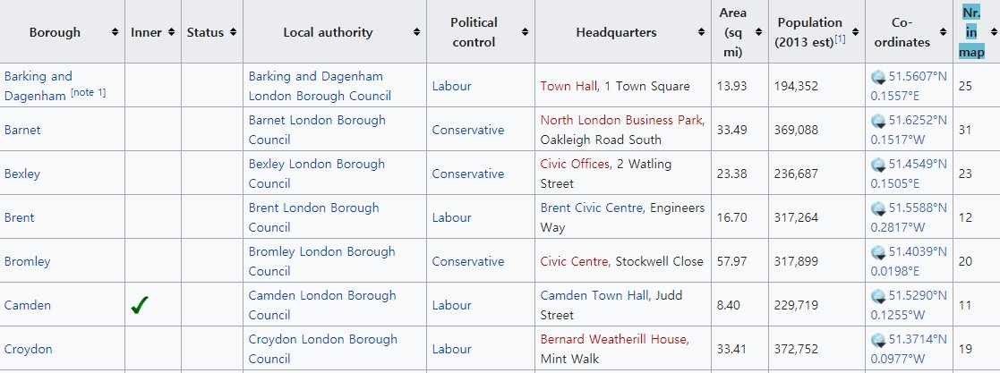 Borough Inner Status Local authority Political control Headquarters Area (sq mi) Population (2013 est)[1] Co-ordinates Nr. in map
Barking and Dagenham [note 1] Barking and Dagenham London Borough Council Labour Town Hall, 1 Town Square 13.93 194,352 51.5607°N 0.1557°E 25
Barnet Barnet London Borough Council Conservative North London Business Park, Oakleigh Road South 33.49 369,088 51.6252°N 0.1517°W 31
Bexley Bexley London Borough Council Conservative Civic Offices, 2 Watling Street 23.38 236,687 51.4549°N 0.1505°E 23
Brent Brent London Borough Council Labour Brent Civic Centre, Engineers Way 16.70 317,264 51.5588°N 0.2817°W 12
Bromley Bromley London Borough Council Conservative Civic Centre, Stockwell Close 57.97 317,899 51.4039°N 0.0198°E 20
Camden ✓ Camden London Borough Council Labour Camden Town Hall, Judd Street 8.40 229,719 51.5290°N 0.1255°W 11
Croydon Croydon London Borough Council Labour Bernard Weatherill House, Mint Walk 33.41 372,752 51.3714°N 0.0977°W 19